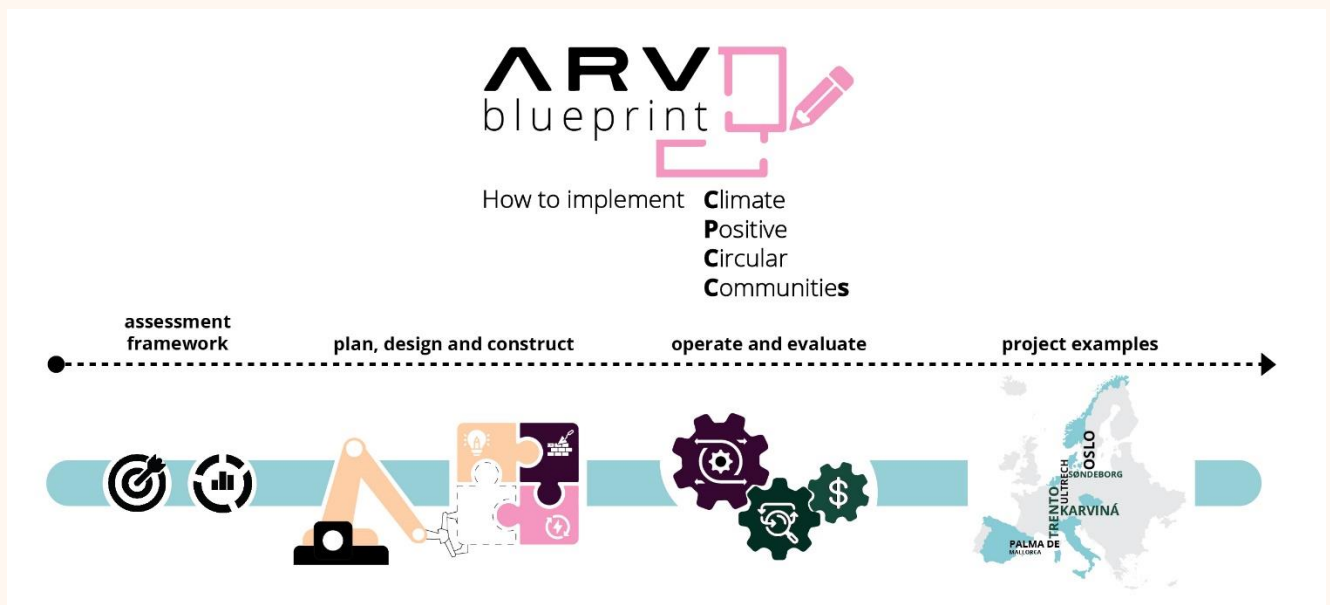 ARV
blueprint
How to implement Climate
Positive
Circular
Communities
assessment
framework
plan, design and construct
operate and evaluate
project examples
OSLO
SØNDEBORG
ULTRECH
TRENTO
KARVINÁ
PALMA DE
MALLORCA
$